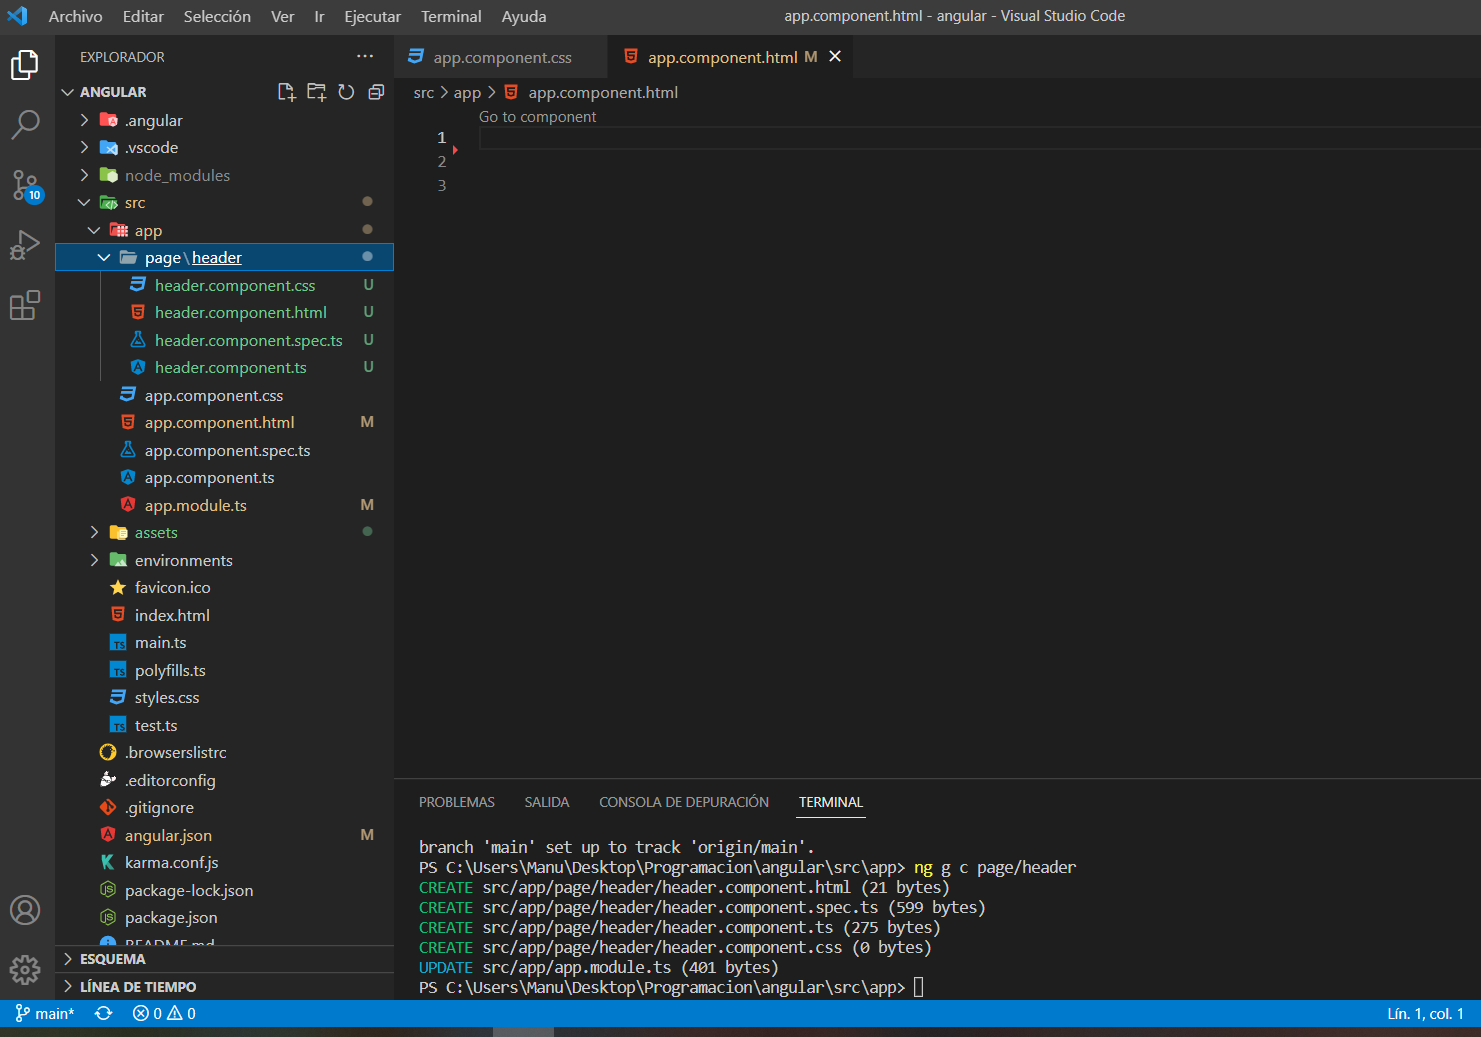 Archivo Editar Selección Ver Ir Ejecutar Terminal Ayuda
app.component.html - angular - Visual Studio Code
EXPLORADOR
ANGULAR
.angular
.vscode
node_modules
src
app
page\header
header.component.css U
header.component.html U
header.component.spec.ts U
header.component.ts U
app.component.css
app.component.html M
app.component.spec.ts
app.component.ts
app.module.ts M
assets
environments
favicon.ico
index.html
main.ts
polyfills.ts
styles.css
test.ts
.browserslistrc
.editorconfig
.gitignore
angular.json M
karma.conf.js
package-lock.json
package.json
README.md
ESQUEMA
LÍNEA DE TIEMPO
10
app.component.css
app.component.html M
src > app > app.component.html
Go to component
1
2
3
PROBLEMAS SALIDA CONSOLA DE DEPURACIÓN TERMINAL
branch 'main' set up to track 'origin/main'.
PS C:\Users\Manu\Desktop\Programacion\angular\src\app> ng g c page/header
CREATE src/app/page/header/header.component.html (21 bytes)
CREATE src/app/page/header/header.component.spec.ts (599 bytes)
CREATE src/app/page/header/header.component.ts (275 bytes)
CREATE src/app/page/header/header.component.css (0 bytes)
UPDATE src/app/app.module.ts (401 bytes)
PS C:\Users\Manu\Desktop\Programacion\angular\src\app>
main* 0 0
Lín. 1, col. 1